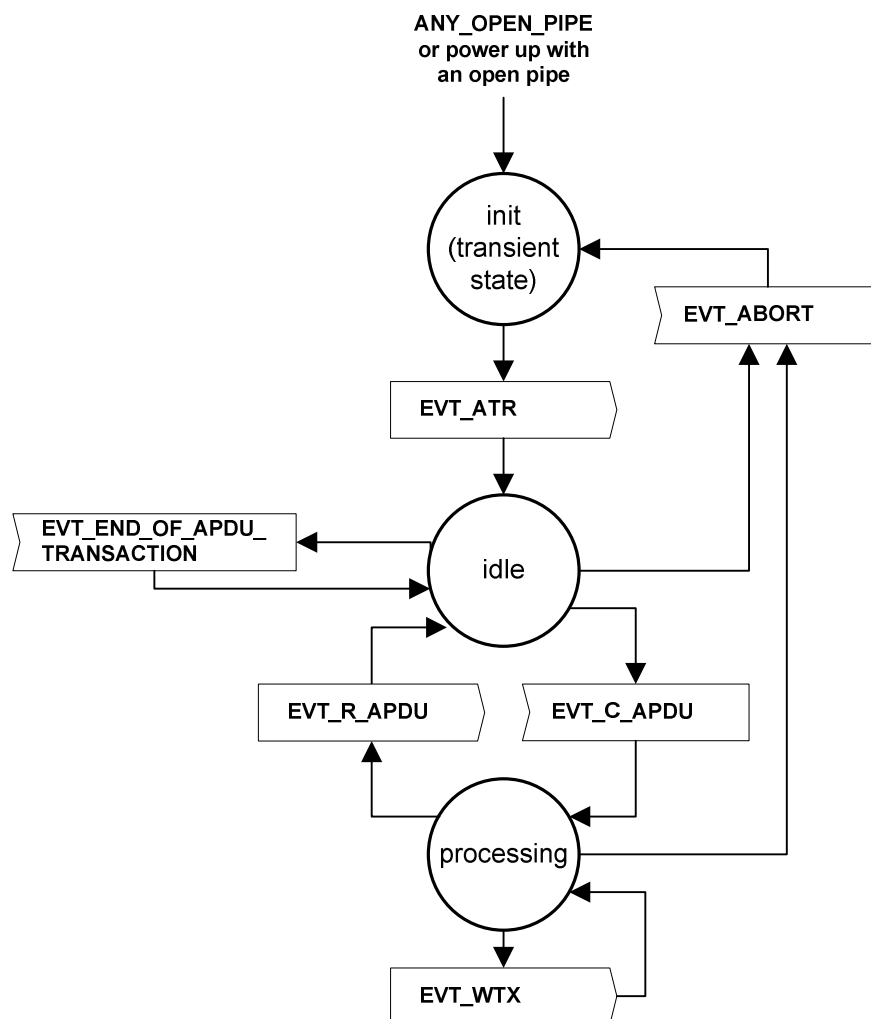 ANY_OPEN_PIPE
or power up with
an open pipe
init
(transient
state)
EVT_ABORT
EVT_ATR
EVT_END_OF_APDU_
TRANSACTION
idle
EVT_R_APDU
EVT_C_APDU
processing
EVT_WTX